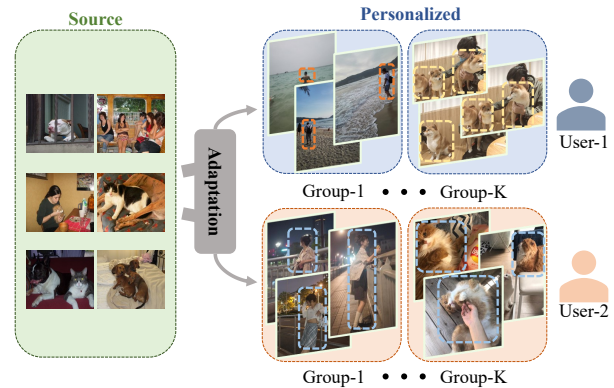 Source
Personalized
Adaptation
User-1
Group-1 • • • Group-K
User-2
Group-1 • • • Group-K